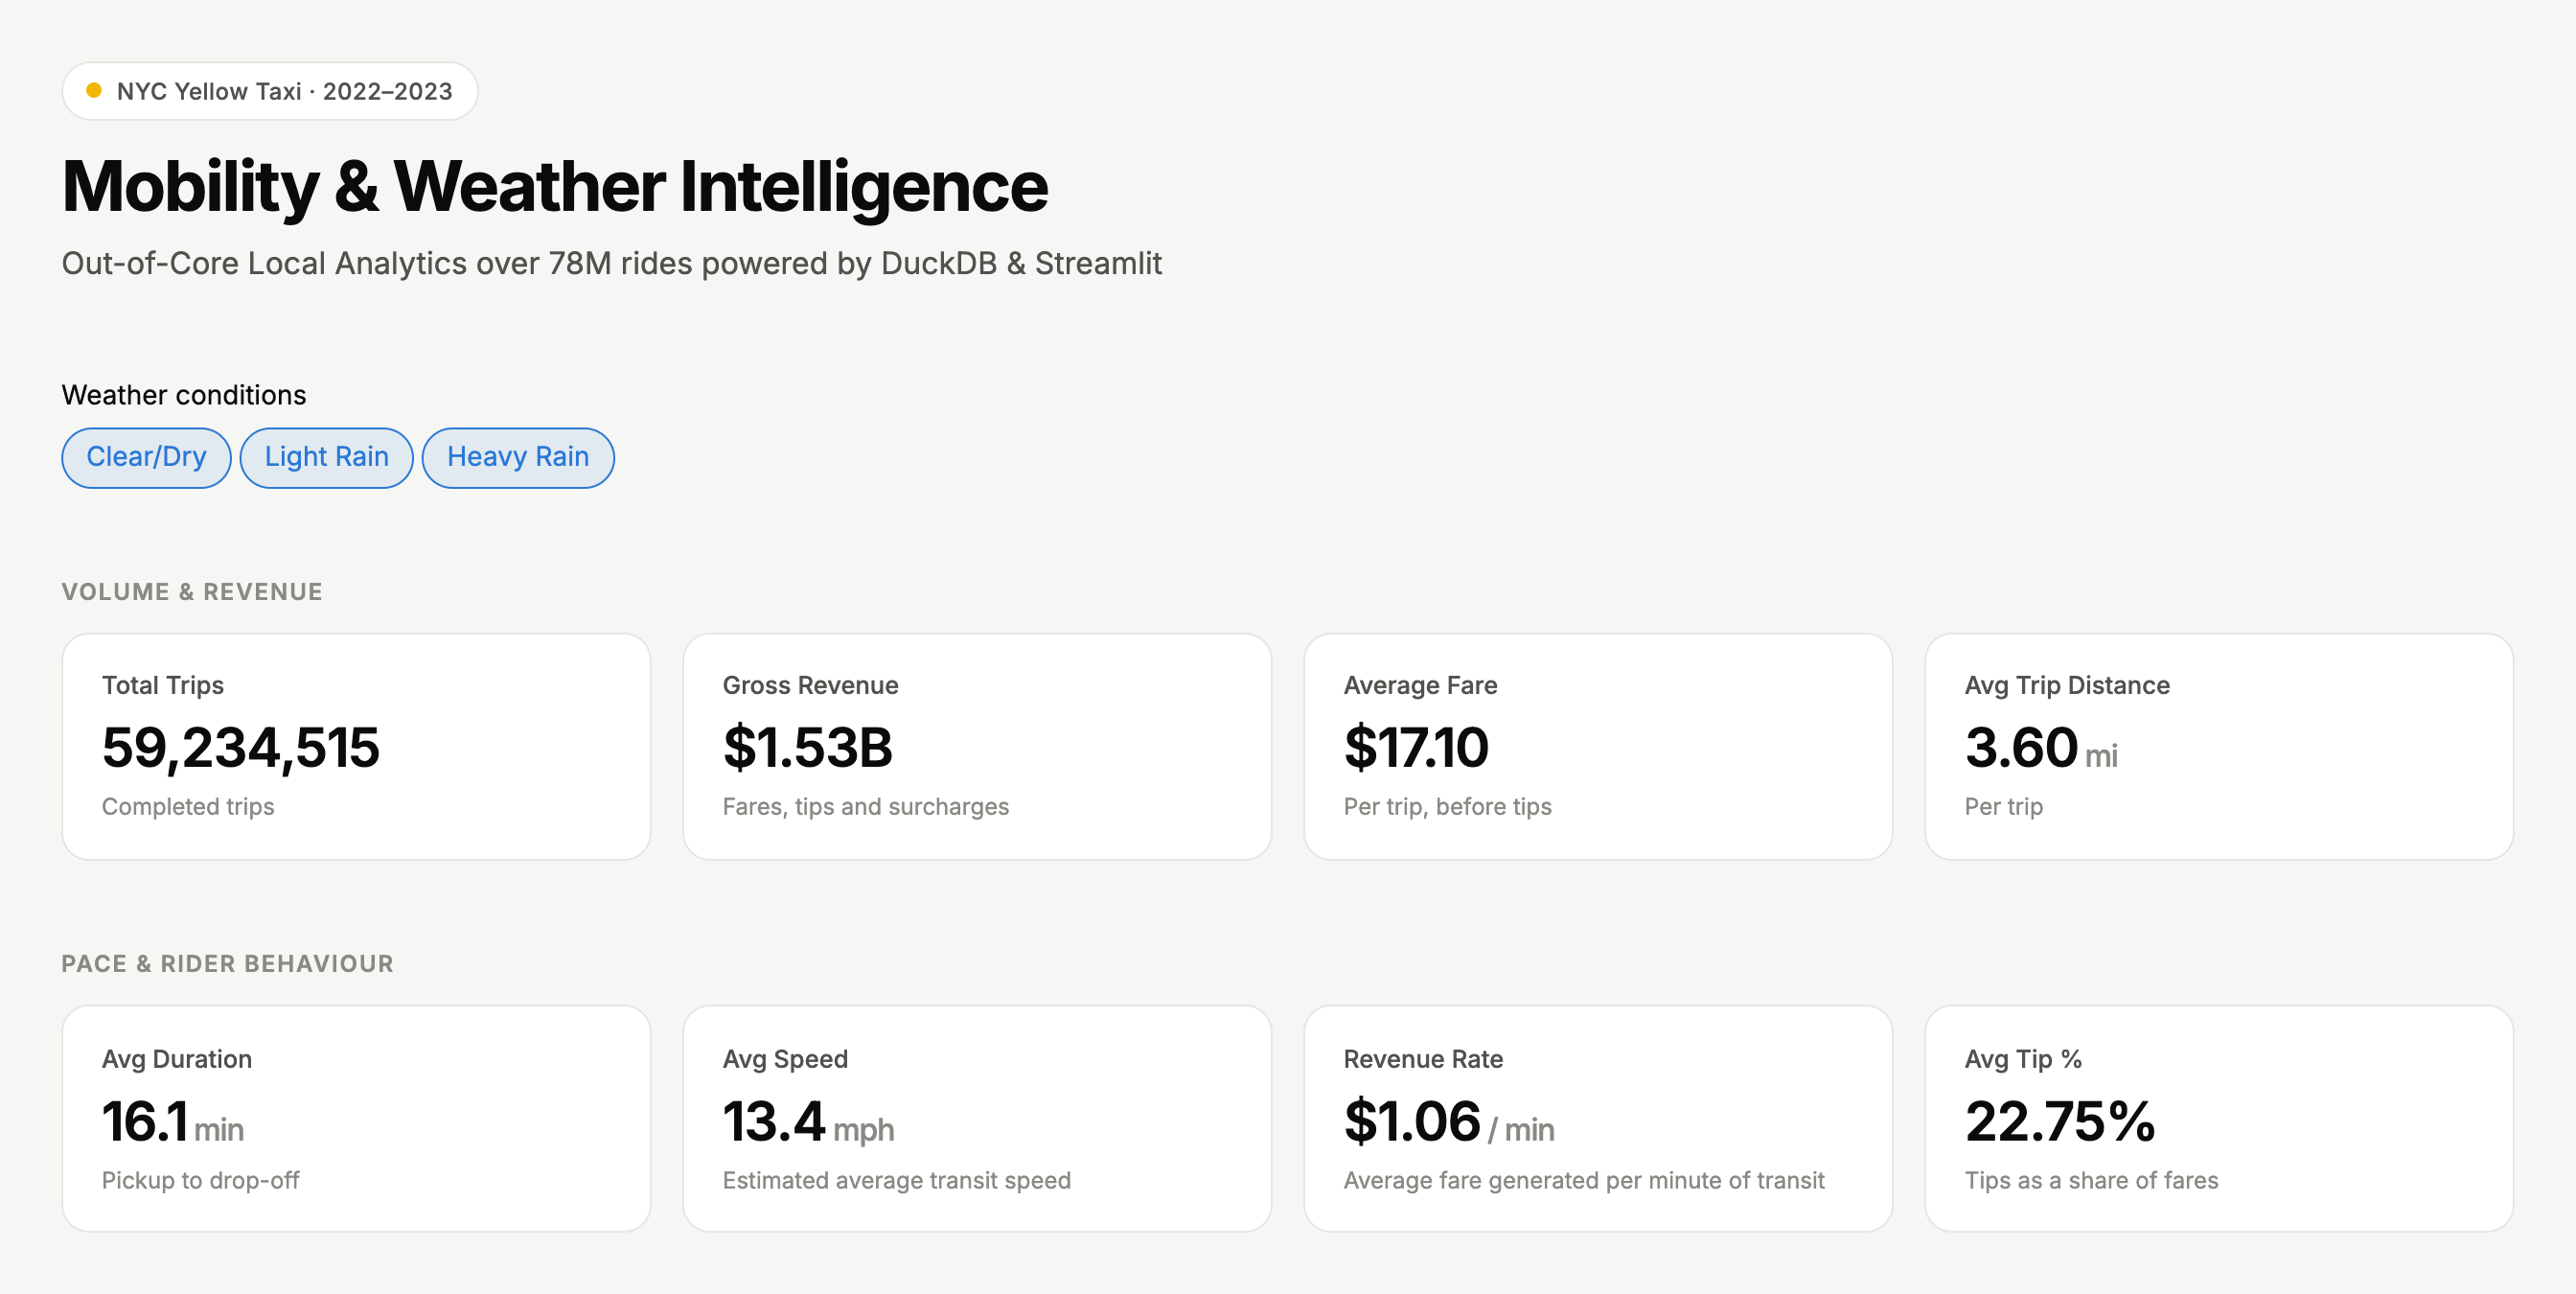 NYC Yellow Taxi · 2022–2023
Mobility & Weather Intelligence
Out-of-Core Local Analytics over 78M rides powered by DuckDB & Streamlit
Weather conditions
Clear/Dry
Light Rain
Heavy Rain
VOLUME & REVENUE
Total Trips
59,234,515
Completed trips
Gross Revenue
$1.53B
Fares, tips and surcharges
Average Fare
$17.10
Per trip, before tips
Avg Trip Distance
3.60 mi
Per trip
PACE & RIDER BEHAVIOUR
Avg Duration
16.1 min
Pickup to drop-off
Avg Speed
13.4 mph
Estimated average transit speed
Revenue Rate
$1.06 / min
Average fare generated per minute of transit
Avg Tip %
22.75%
Tips as a share of fares